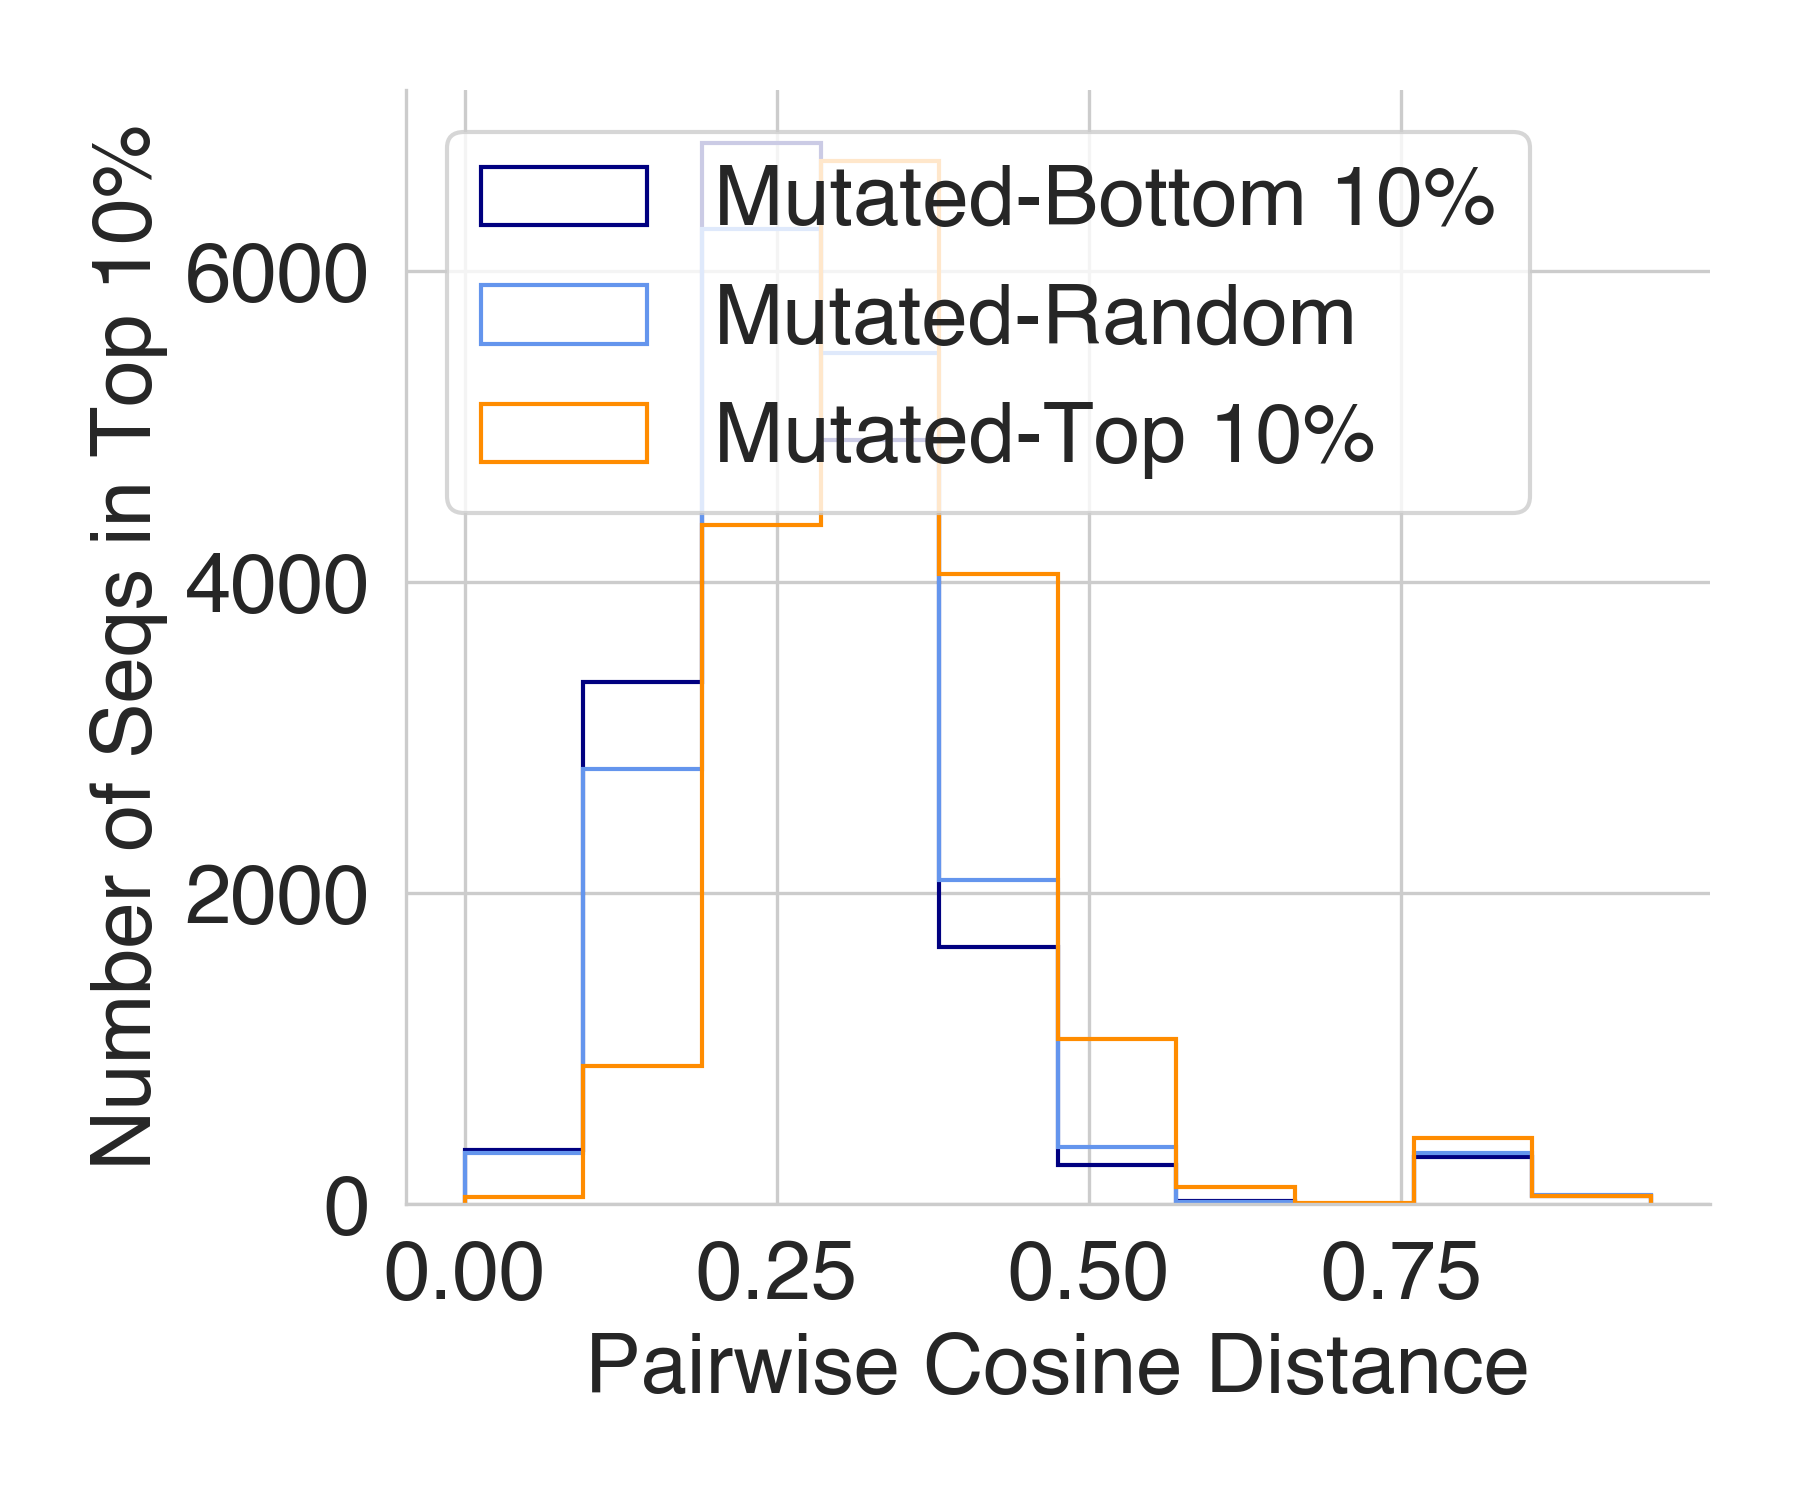 Number of Seqs in Top 10%
6000
4000
2000
0
Mutated-Bottom 10%
Mutated-Random
Mutated-Top 10%
0.00 0.25 0.50 0.75
Pairwise Cosine Distance